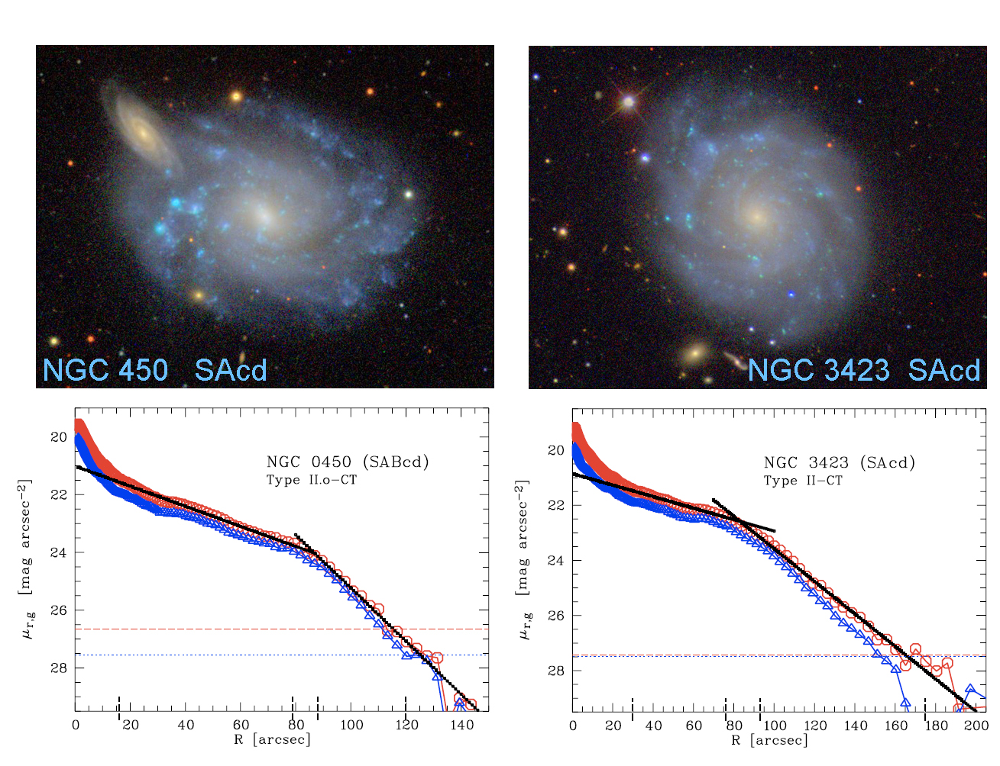 NGC 450 SAcd
NGC 3423 SAcd
NGC 0450 (SABcd)
Type II.o-CT
20
22
24
26
28
μr,g [mag arcsec⁻²]
0 20 40 60 80 100 120 140
R [arcsec]
NGC 3423 (SAcd)
Type II-CT
20
22
24
26
28
μr,g [mag arcsec⁻²]
0 20 40 60 80 100 120 140 160 180 200
R [arcsec]